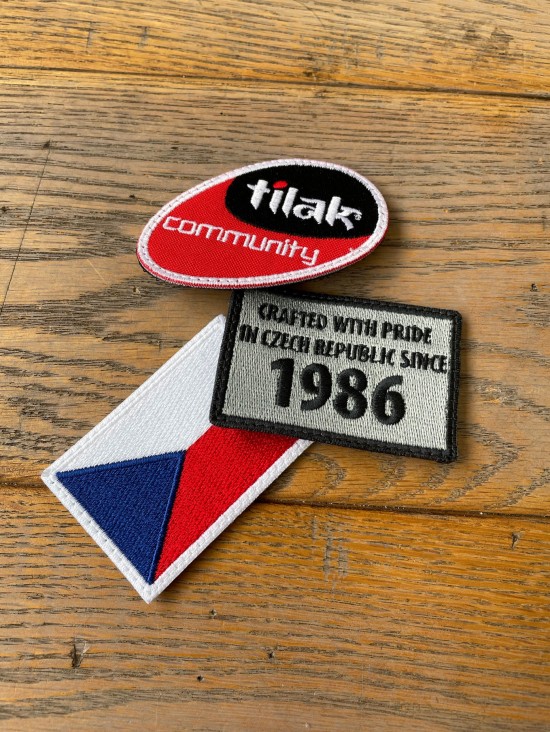 tilak
community
CRAFTED WITH PRIDE
IN CZECH REPUBLIC SINCE
1986